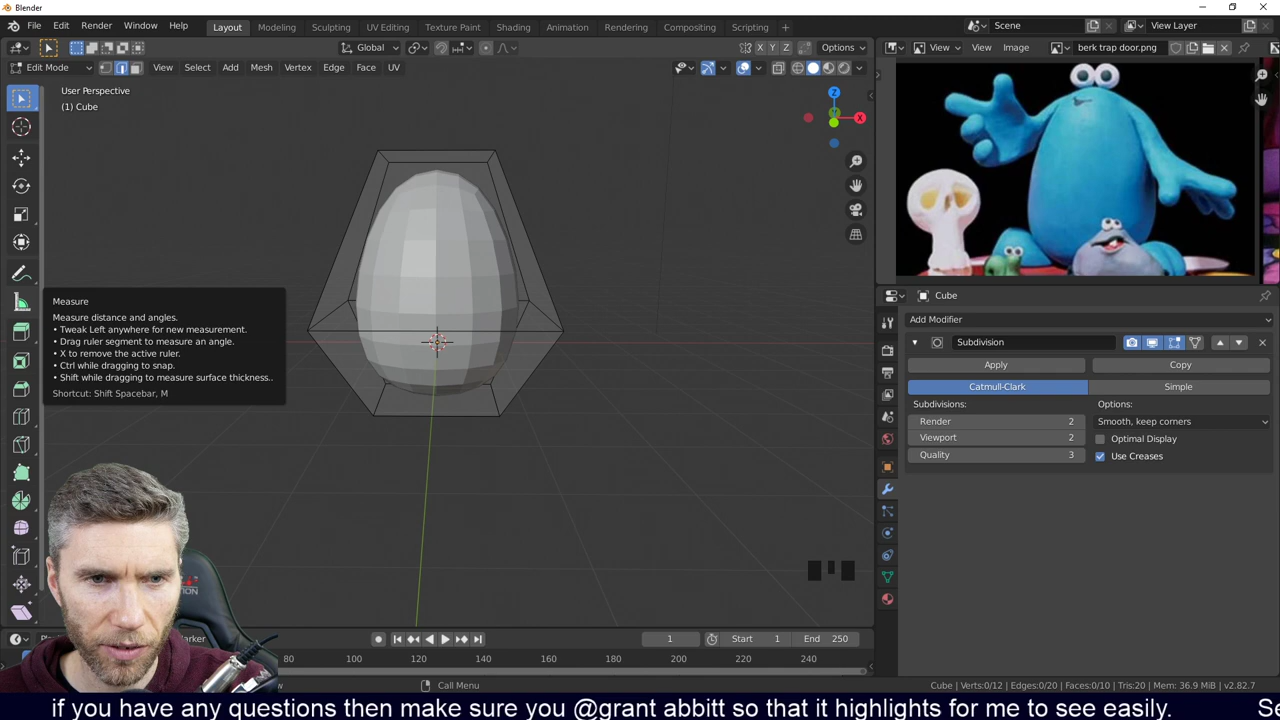 Blender
File Edit Render Window Help
Layout Modeling Sculpting UV Editing Texture Paint Shading Animation Rendering Compositing Scripting +
Scene
View Layer
Global
X Y Z
Options
View
View Image
berk trap door.png
Edit Mode
View Select Add Mesh Vertex Edge Face UV
User Perspective
(1) Cube
Z
X
Cube
Add Modifier
Measure
Measure distance and angles.
• Tweak Left anywhere for new measurement.
• Drag ruler segment to measure an angle.
• X to remove the active ruler.
• Ctrl while dragging to snap.
• Shift while dragging to measure surface thickness..
Shortcut: Shift Spacebar, M
Subdivision
Apply
Copy
Catmull-Clark
Simple
Subdivisions:
Options:
Render 2
Smooth, keep corners
Viewport 2
Optimal Display
Quality 3
Use Creases
Marker
1
Start 1
End 250
80 100 120 140 160 180 200 220 240
Call Menu
Cube | Verts:0/12 | Edges:0/20 | Faces:0/10 | Tris:20 | Mem: 36.9 MiB | v2.82.7
if you have any questions then make sure you @grant abbitt so that it highlights for me to see easily. Se